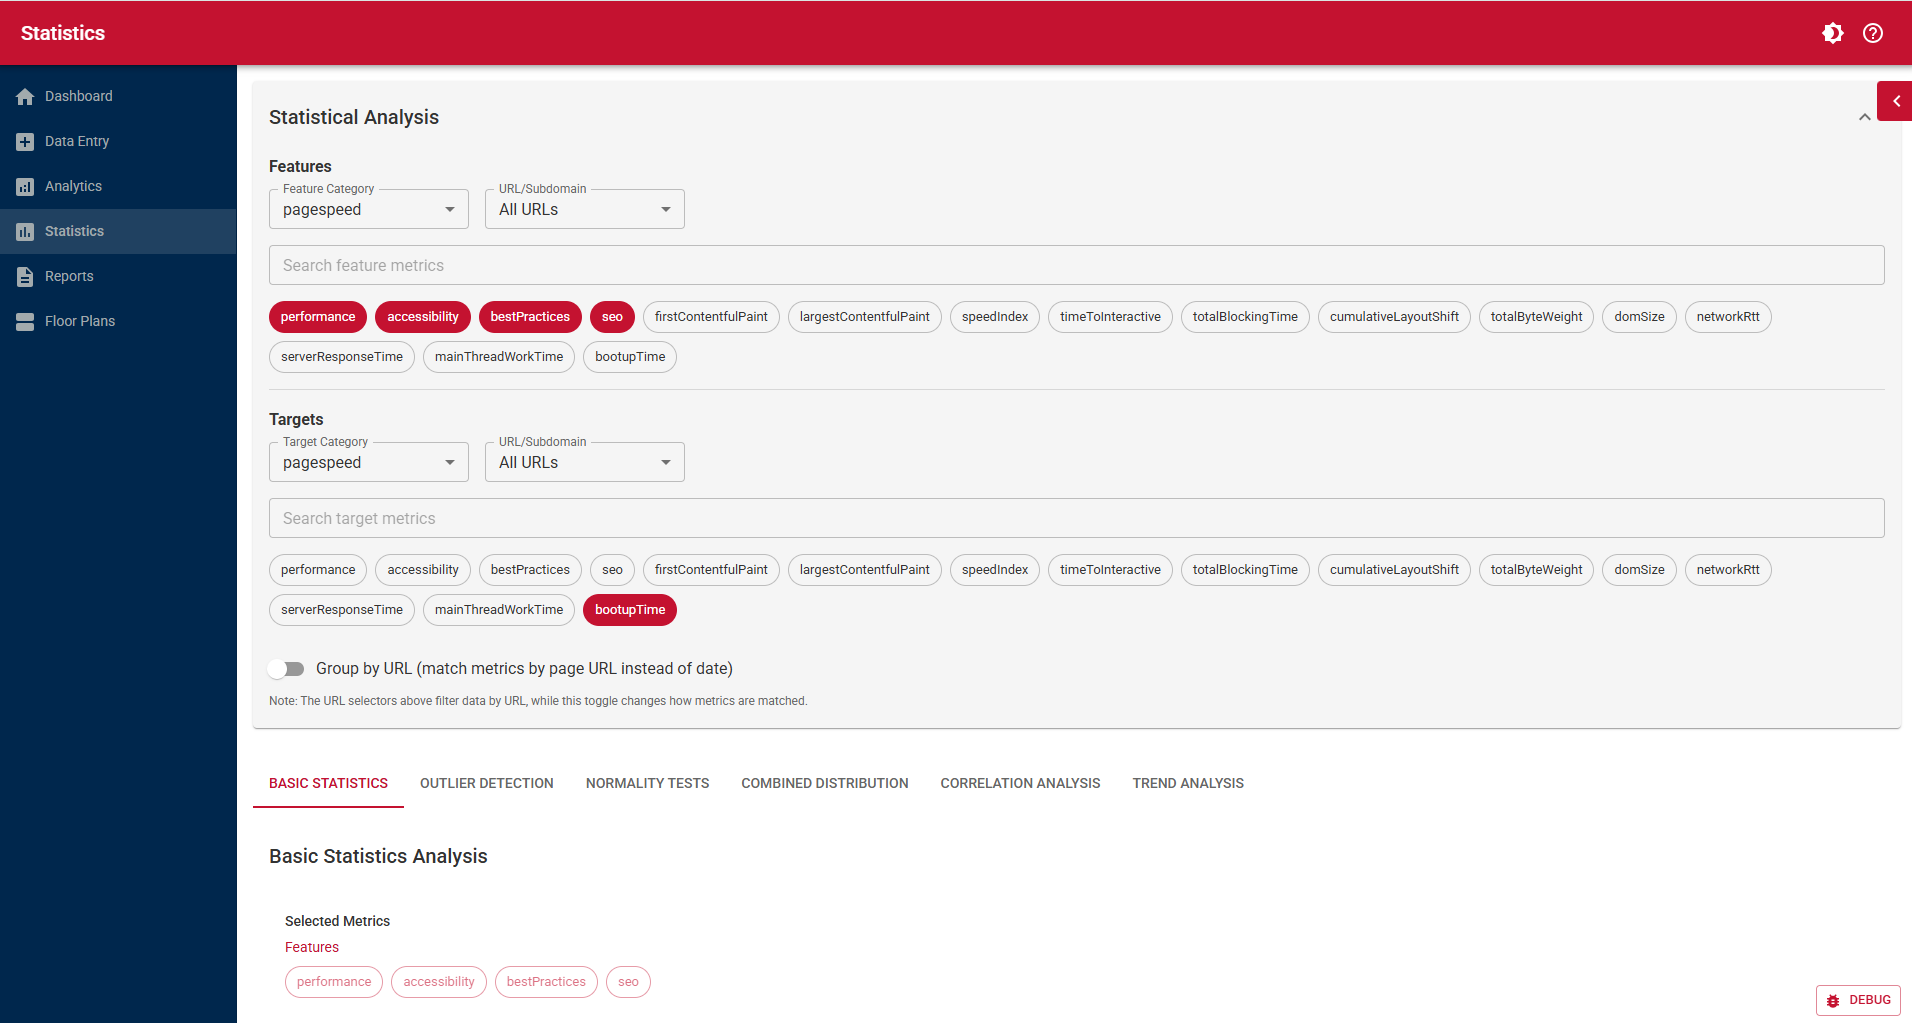 Statistics
Dashboard
Data Entry
Analytics
Statistics
Reports
Floor Plans
Statistical Analysis
Features
Feature Category
pagespeed
URL/Subdomain
All URLs
Search feature metrics
performance accessibility bestPractices seo firstContentfulPaint largestContentfulPaint speedIndex timeToInteractive totalBlockingTime cumulativeLayoutShift totalByteWeight domSize networkRtt
serverResponseTime mainThreadWorkTime bootupTime
Targets
Target Category
pagespeed
URL/Subdomain
All URLs
Search target metrics
performance accessibility bestPractices seo firstContentfulPaint largestContentfulPaint speedIndex timeToInteractive totalBlockingTime cumulativeLayoutShift totalByteWeight domSize networkRtt
serverResponseTime mainThreadWorkTime bootupTime
Group by URL (match metrics by page URL instead of date)
Note: The URL selectors above filter data by URL, while this toggle changes how metrics are matched.
BASIC STATISTICS OUTLIER DETECTION NORMALITY TESTS COMBINED DISTRIBUTION CORRELATION ANALYSIS TREND ANALYSIS
Basic Statistics Analysis
Selected Metrics
Features
performance accessibility bestPractices seo
DEBUG